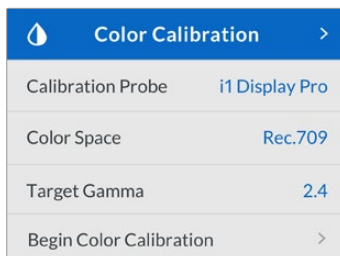 Color Calibration
Calibration Probe i1 Display Pro
Color Space Rec.709
Target Gamma 2.4
Begin Color Calibration